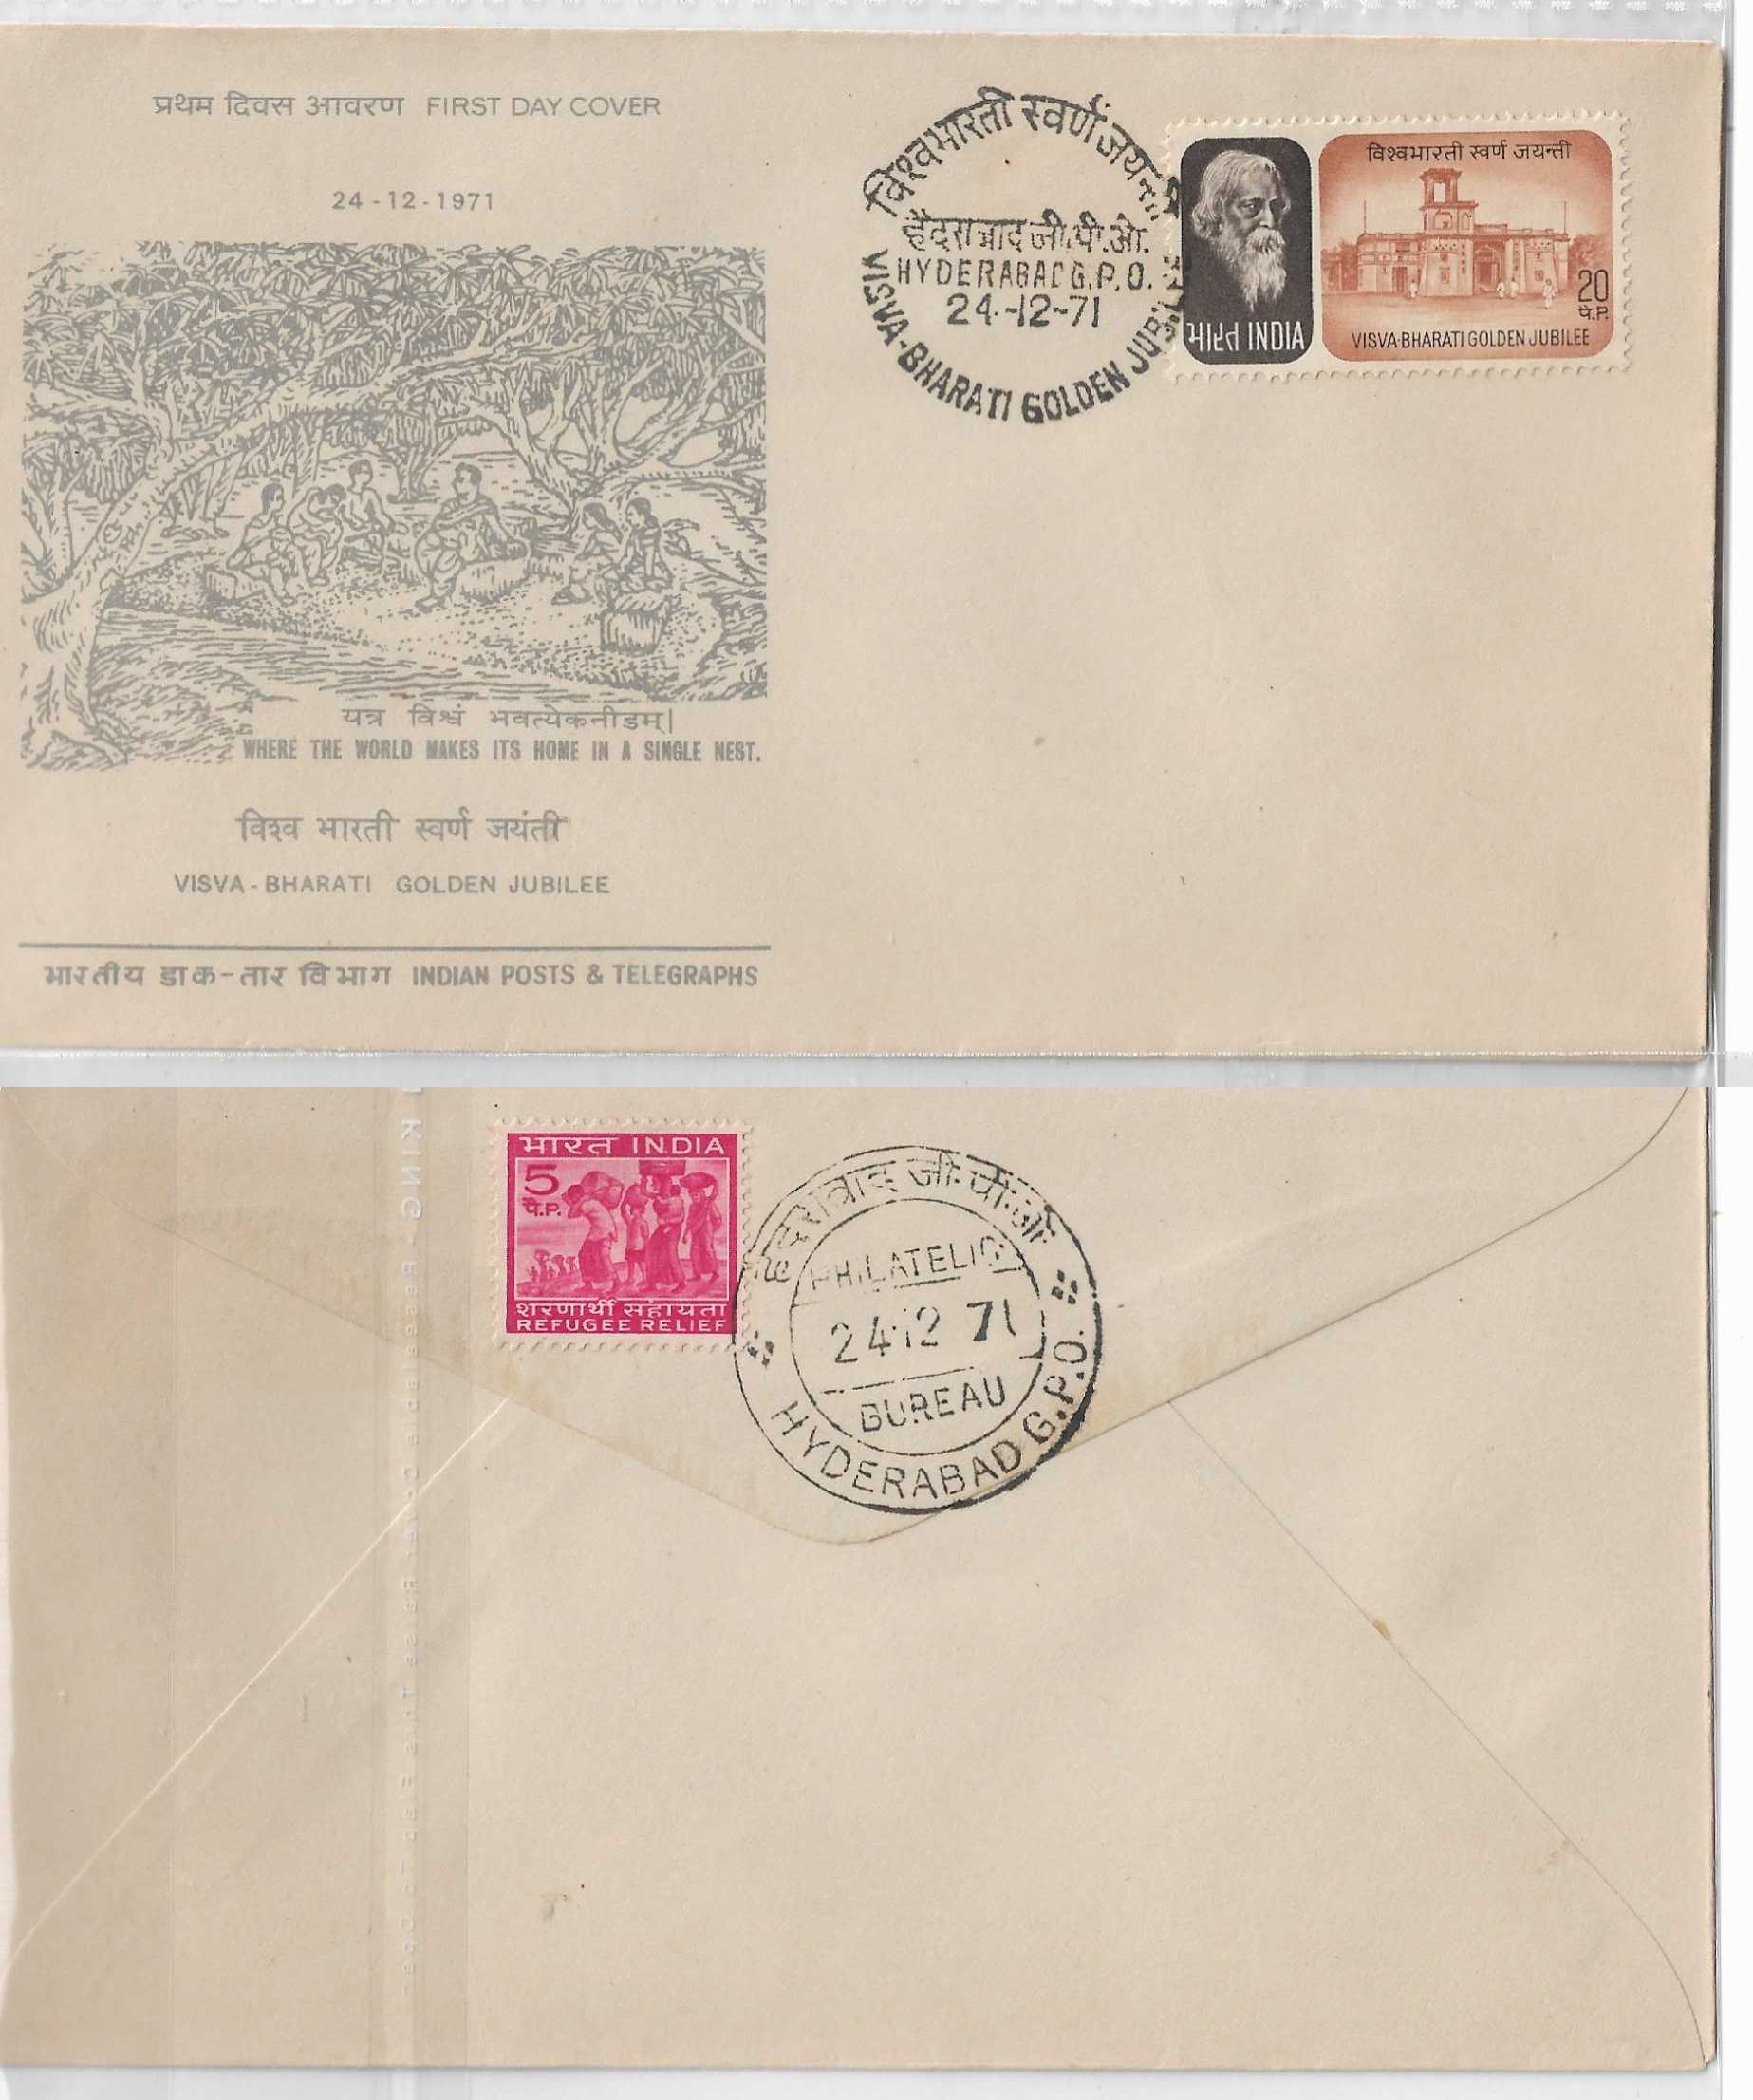 प्रथम दिवस आवरण FIRST DAY COVER
24-12-1971
यत्र विश्वं भवत्येकनीडम्|
WHERE THE WORLD MAKES ITS HOME IN A SINGLE NEST.
विश्व भारती स्वर्ण जयंती
VISVA-BHARATI GOLDEN JUBILEE
भारतीय डाक-तार विभाग INDIAN POSTS & TELEGRAPHS
विश्वभारती स्वर्ण जयन्ती
हैदराबाद जी.पी.ओ.
HYDERABAD G.P.O.
24-12-71
VISVA-BHARATI GOLDEN
भारत INDIA
विश्वभारती स्वर्ण जयन्ती
20
पै.P.
VISVA-BHARATI GOLDEN JUBILEE
भारत INDIA
5
पै.P.
शरणार्थी सहायता
REFUGEE RELIEF
हैदराबाद जी.पी.ओ.
PHILATELIC
24 12 71
BUREAU
HYDERABAD G.P.O.